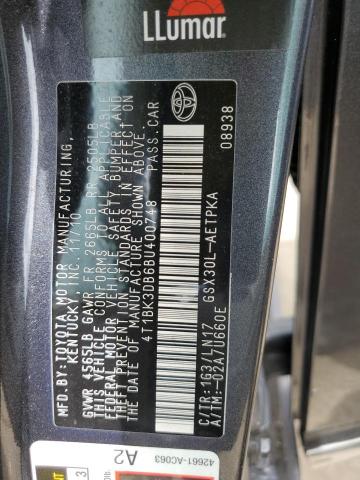 LLumar
MFD.BY: TOYOTA MOTOR MANUFACTURING,
KENTUCKY, INC. 11/10
GVWR 4565LB GAWR FR 2665LB RR 2505LB
THIS VEHICLE CONFORMS TO ALL APPLICABLE
FEDERAL MOTOR VEHICLE SAFETY, BUMPER, AND
THEFT PREVENTION STANDARDS IN EFFECT ON
THE DATE OF MANUFACTURE SHOWN ABOVE.
4T1BK3DB6BU400748 PASS.CAR
C/TR:1G3/LN17 GSX30L-AETPKA
A/TM:-02A/U660E
08938
42661-AC063
A2